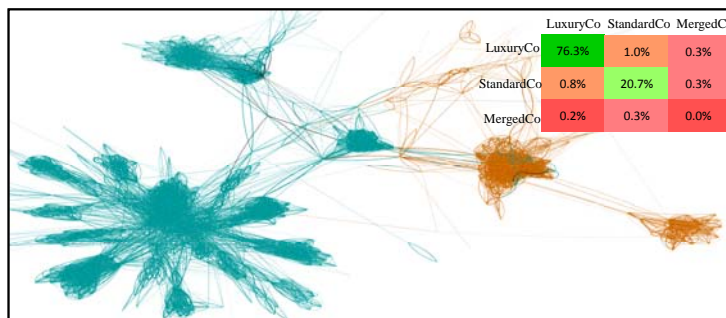 LuxuryCo StandardCo MergedCo
LuxuryCo 76.3% 1.0% 0.3%
StandardCo 0.8% 20.7% 0.3%
MergedCo 0.2% 0.3% 0.0%